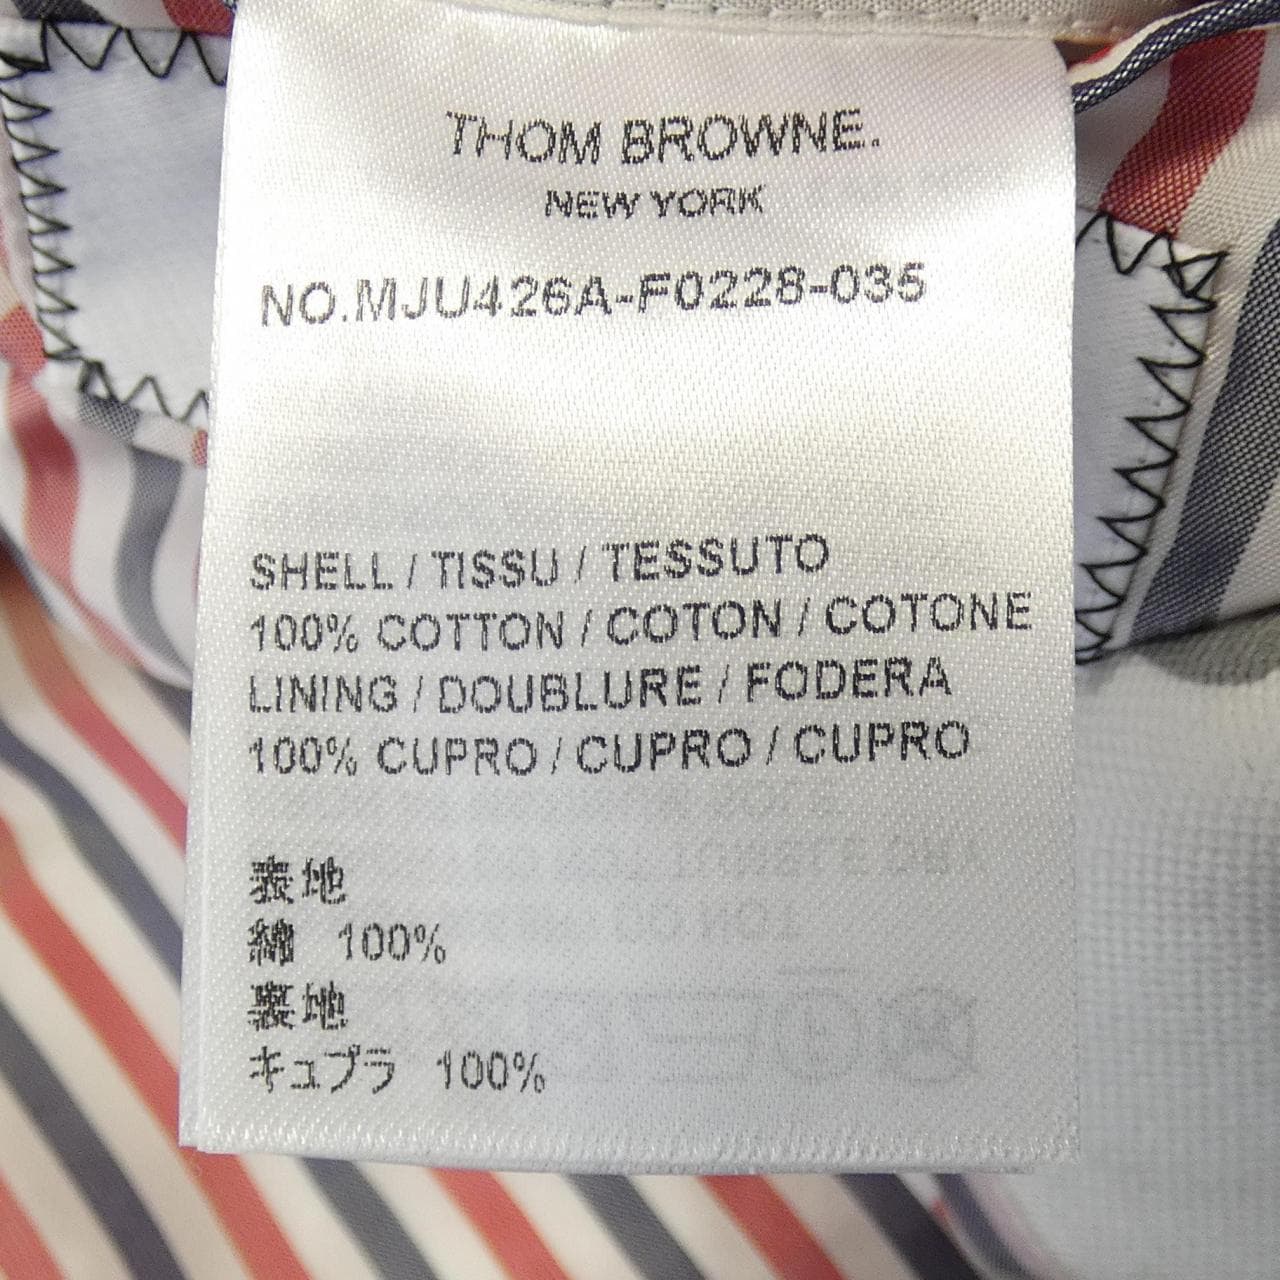 THOM BROWNE.
NEW YORK
NO.MJU426A-F0228-035
SHELL / TISSU / TESSUTO
100% COTTON / COTON / COTONE
LINING / DOUBLURE / FODERA
100% CUPRO / CUPRO / CUPRO
表地
綿 100%
裏地
キュプラ 100%